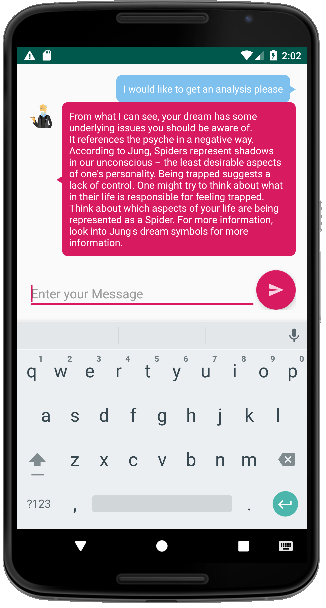 2:02
I would like to get an analysis please
From what I can see, your dream has some
underlying issues you should be aware of.
It references the psyche in a negative way.
According to Jung, Spiders represent shadows
in our unconscious – the least desirable aspects
of one's personality. Being trapped suggests a
lack of control. One might try to think about what
in their life is responsible for feeling trapped.
Think about which aspects of your life are being
represented as a Spider. For more information,
look into Jung's dream symbols for more
information.
Enter your Message
1 2 3 4 5 6 7 8 9 0
q w e r t y u i o p
a s d f g h j k l
z x c v b n m
?123 , .